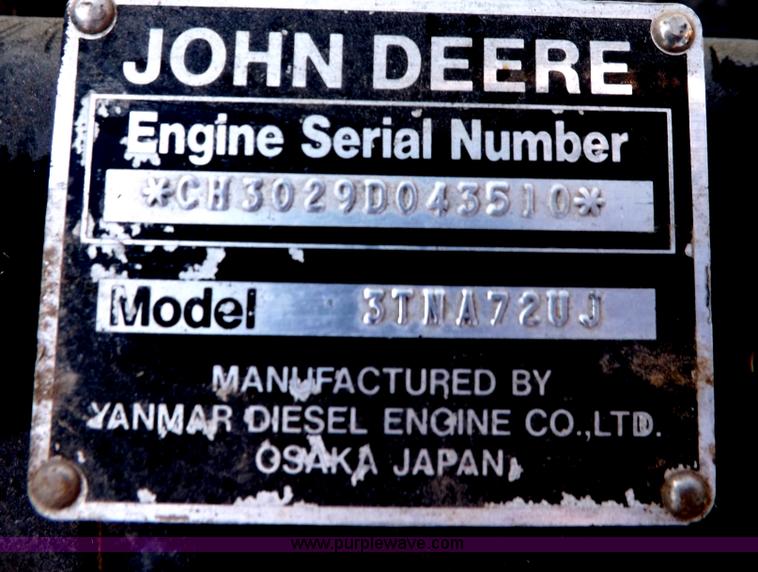 JOHN DEERE
Engine Serial Number
*CH3029D043510*
Model 3TNA72UJ
MANUFACTURED BY
YANMAR DIESEL ENGINE CO.,LTD.
OSAKA JAPAN
www.purplewave.com